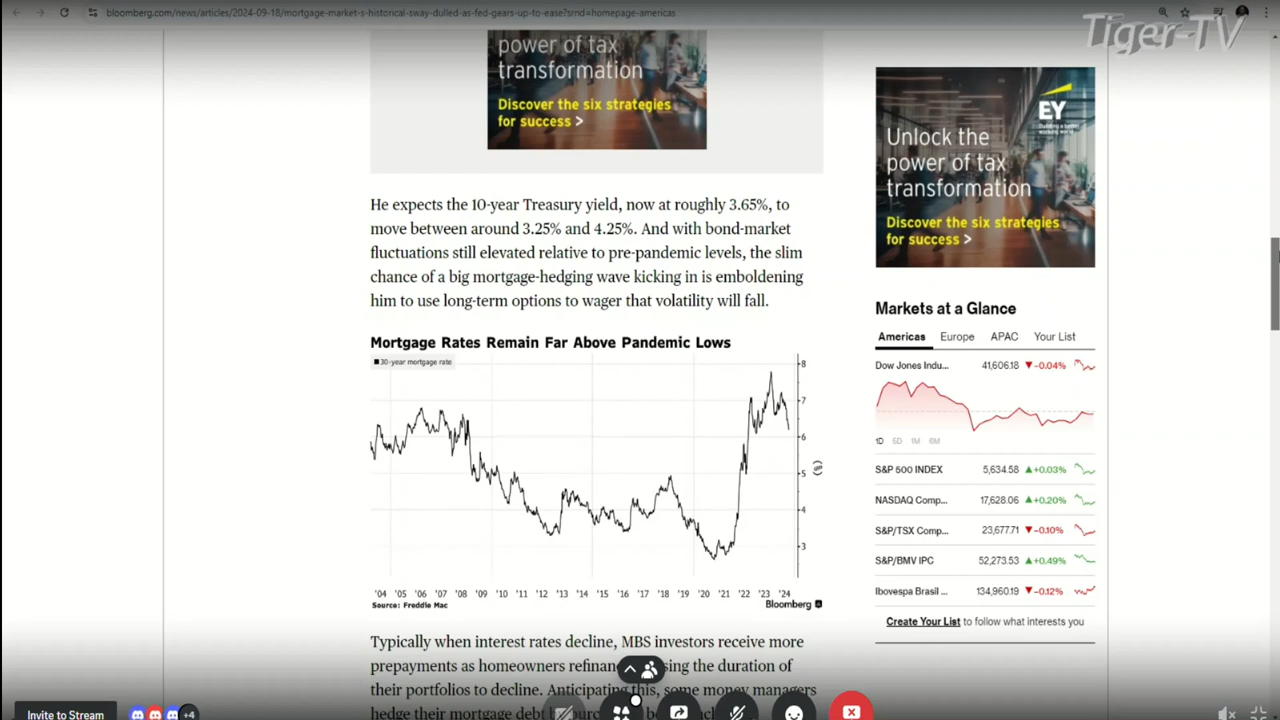 bloomberg.com/news/articles/2024-09-18/mortgage-market-s-historical-sway-dulled-as-fed-gears-up-to-ease?srnd=homepage-americas
Tiger-TV
power of tax
transformation
Discover the six strategies
for success >
He expects the 10-year Treasury yield, now at roughly 3.65%, to
move between around 3.25% and 4.25%. And with bond-market
fluctuations still elevated relative to pre-pandemic levels, the slim
chance of a big mortgage-hedging wave kicking in is emboldening
him to use long-term options to wager that volatility will fall.
Mortgage Rates Remain Far Above Pandemic Lows
30-year mortgage rate
8
7
6
5
4
3
(%)
'04 '05 '06 '07 '08 '09 '10 '11 '12 '13 '14 '15 '16 '17 '18 '19 '20 '21 '22 '23 '24
Source: Freddie Mac
Bloomberg
Typically when interest rates decline, MBS investors receive more
prepayments as homeowners refinan sing the duration of
their portfolios to decline. Anticipating this, some money managers
hedge their mortgage debt
EY
Building a better
working world
Unlock the
power of tax
transformation
Discover the six strategies
for success >
Markets at a Glance
Americas Europe APAC Your List
Dow Jones Indu... 41,606.18 ▼-0.04%
1D 5D 1M 6M
S&P 500 INDEX 5,634.58 ▲+0.03%
NASDAQ Comp... 17,628.06 ▲+0.20%
S&P/TSX Comp... 23,677.71 ▼-0.10%
S&P/BMV IPC 52,273.53 ▲+0.49%
Ibovespa Brasil ... 134,960.19 ▼-0.12%
Create Your List to follow what interests you
Invite to Stream
+4